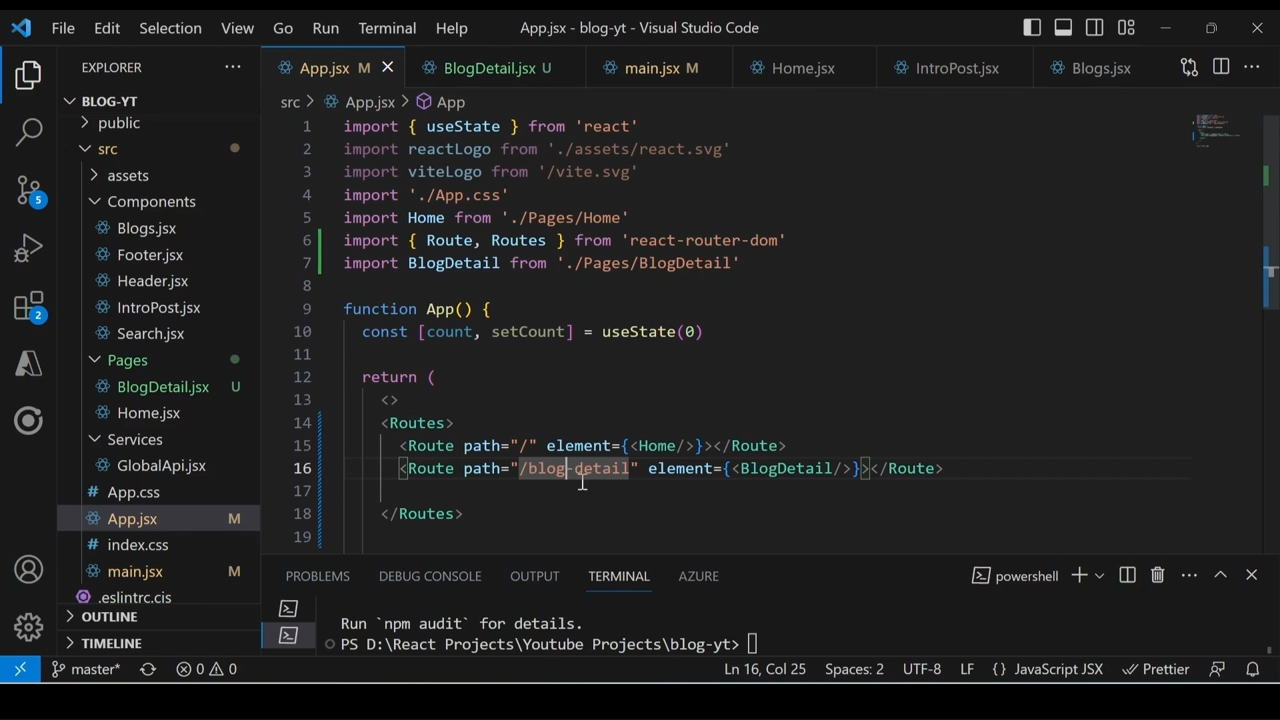 File Edit Selection View Go Run Terminal Help App.jsx - blog-yt - Visual Studio Code
EXPLORER
App.jsx M BlogDetail.jsx U main.jsx M Home.jsx IntroPost.jsx Blogs.jsx
BLOG-YT
public
src
assets
Components
Blogs.jsx
Footer.jsx
Header.jsx
IntroPost.jsx
Search.jsx
Pages
BlogDetail.jsx U
Home.jsx
Services
GlobalApi.jsx
App.css
App.jsx M
index.css
main.jsx M
.eslintrc.cjs
OUTLINE
TIMELINE
5
2
src > App.jsx > App
1 import { useState } from 'react'
2 import reactLogo from './assets/react.svg'
3 import viteLogo from '/vite.svg'
4 import './App.css'
5 import Home from './Pages/Home'
6 import { Route, Routes } from 'react-router-dom'
7 import BlogDetail from './Pages/BlogDetail'
8
9 function App() {
10 const [count, setCount] = useState(0)
11
12 return (
13 <>
14 <Routes>
15 <Route path="/" element={<Home/>}></Route>
16 <Route path="/blog-detail" element={<BlogDetail/>}></Route>
17
18 </Routes>
19
PROBLEMS DEBUG CONSOLE OUTPUT TERMINAL AZURE powershell
Run `npm audit` for details.
PS D:\React Projects\Youtube Projects\blog-yt>
master* 0 0 Ln 16, Col 25 Spaces: 2 UTF-8 LF {} JavaScript JSX Prettier